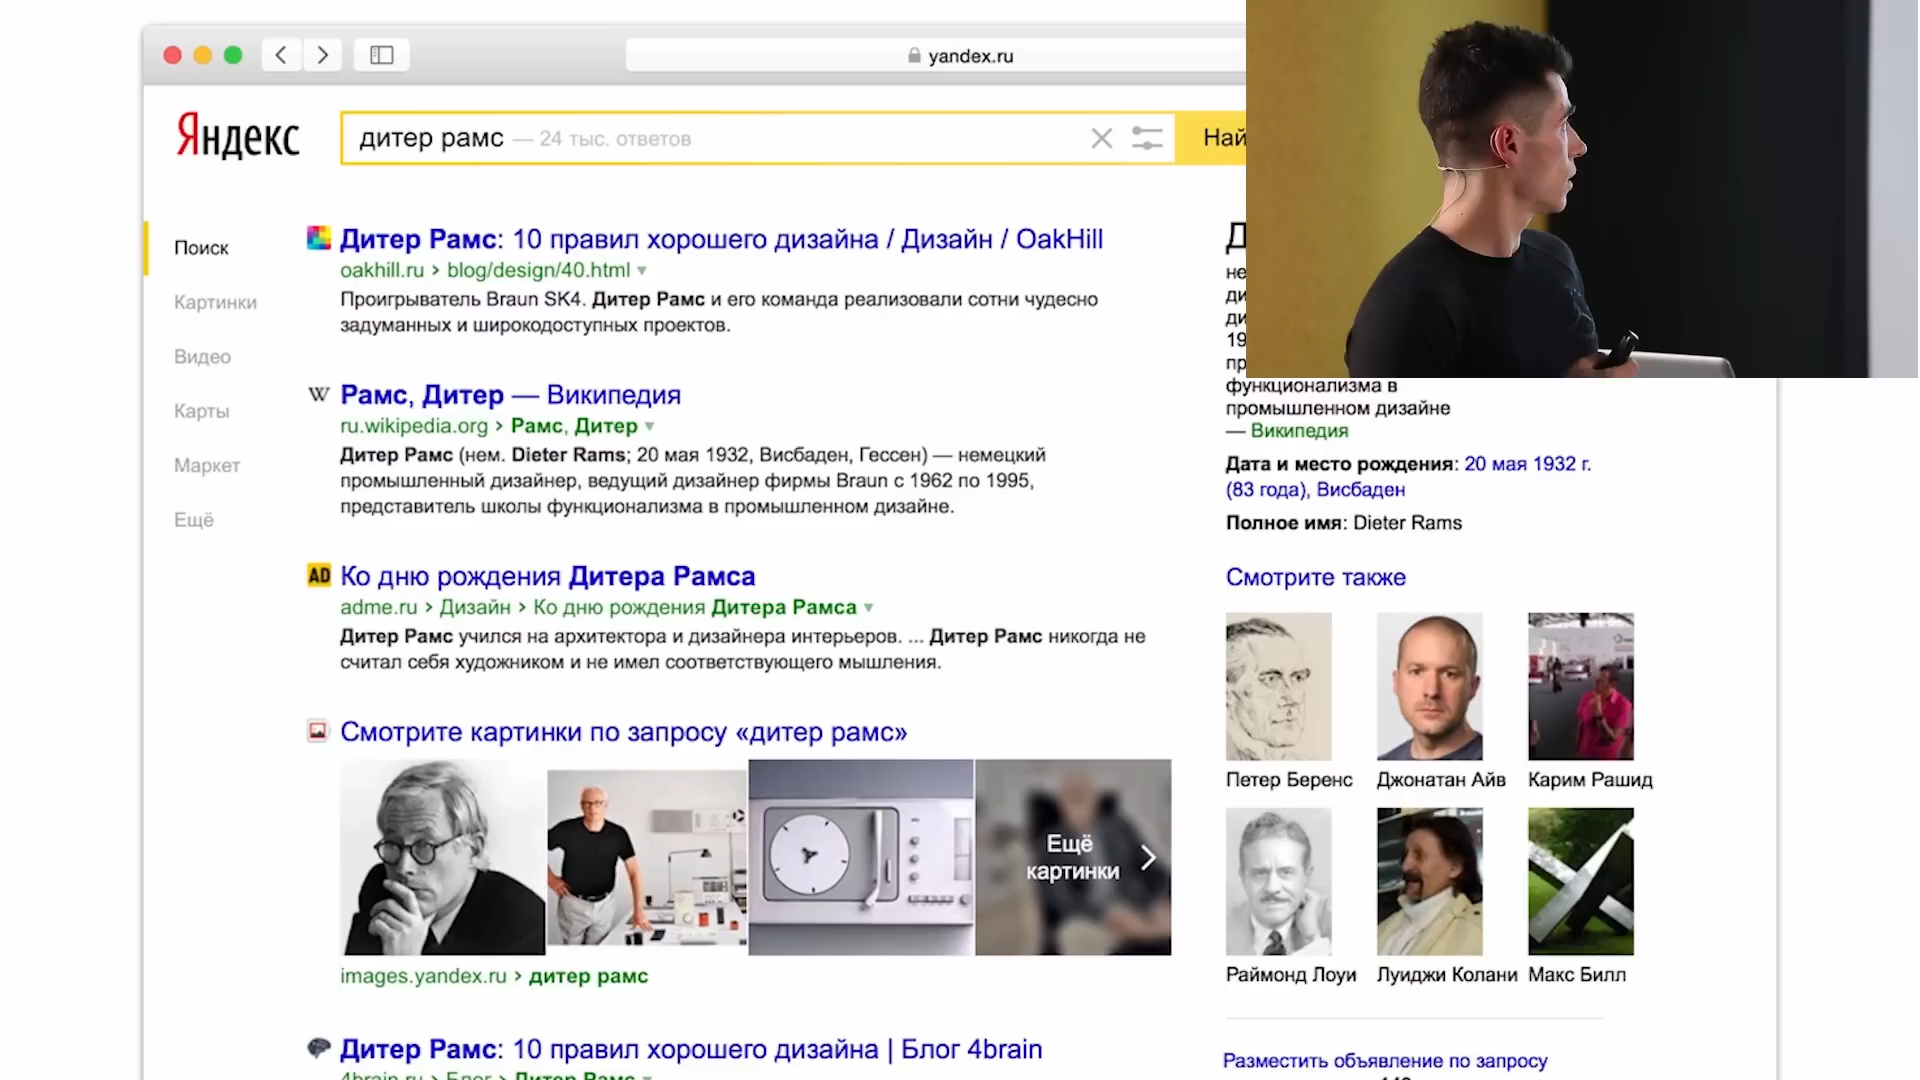 yandex.ru
Яндекс
дитер рамс — 24 тыс. ответов
Поиск
Картинки
Видео
Карты
Маркет
Ещё
Дитер Рамс: 10 правил хорошего дизайна / Дизайн / OakHill
oakhill.ru › blog/design/40.html
Проигрыватель Braun SK4. Дитер Рамс и его команда реализовали сотни чудесно
задуманных и широкодоступных проектов.
W
Рамс, Дитер — Википедия
ru.wikipedia.org › Рамс, Дитер
Дитер Рамс (нем. Dieter Rams; 20 мая 1932, Висбаден, Гессен) — немецкий
промышленный дизайнер, ведущий дизайнер фирмы Braun с 1962 по 1995,
представитель школы функционализма в промышленном дизайне.
AD
Ко дню рождения Дитера Рамса
adme.ru › Дизайн › Ко дню рождения Дитера Рамса
Дитер Рамс учился на архитектора и дизайнера интерьеров. ... Дитер Рамс никогда не
считал себя художником и не имел соответствующего мышления.
Смотрите картинки по запросу «дитер рамс»
Ещё
картинки
images.yandex.ru › дитер рамс
Дитер Рамс: 10 правил хорошего дизайна | Блог 4brain
4brain.ru › Блог › Дитер Рамс
функционализма в
промышленном дизайне
— Википедия
Дата и место рождения: 20 мая 1932 г.
(83 года), Висбаден
Полное имя: Dieter Rams
Смотрите также
Петер Беренс
Джонатан Айв
Карим Рашид
Раймонд Лоуи
Луиджи Колани
Макс Билл
Разместить объявление по запросу